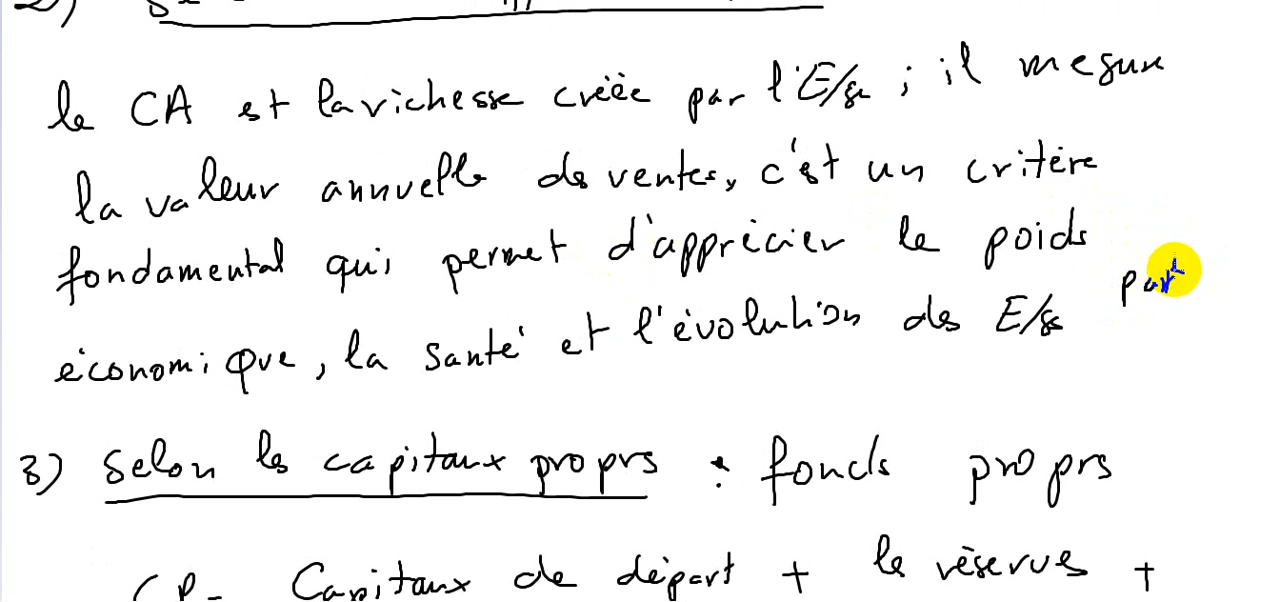 le CA est la richesse créée par l'E/se ; il mesure
la valeur annuelle des ventes, c'est un critère
fondamental qui permet d'apprécier le poids
économique, la santé et l'évolution des E/ses par
3) Selon les capitaux propres : fonds propres
CP = Capitaux de départ + les réserves +